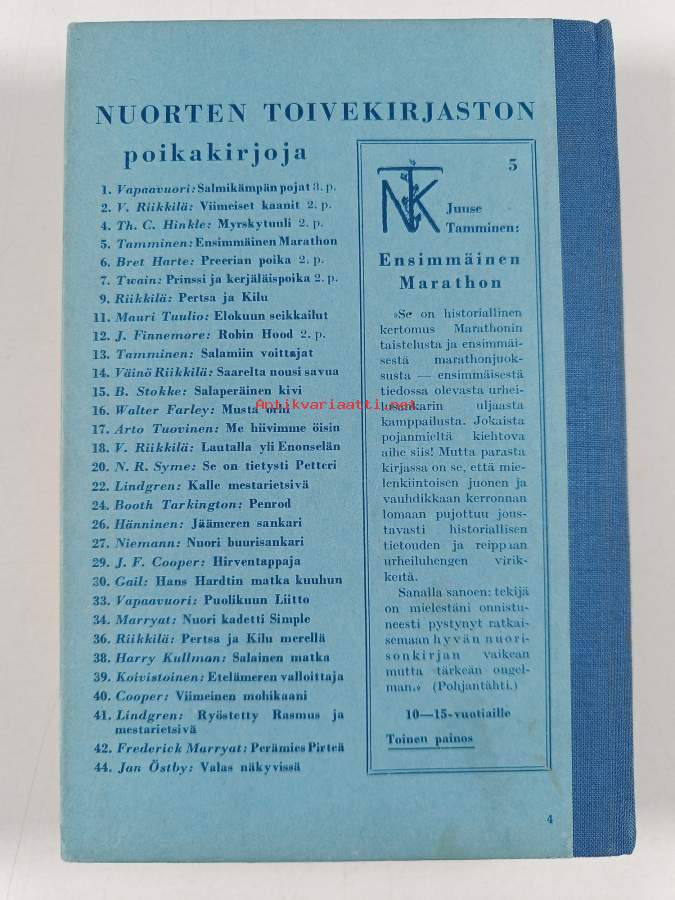 NUORTEN TOIVEKIRJASTON
poikakirjoja
1. Vapaavuori: Salmikämpän pojat 3. p.
2. V. Riikkilä: Viimeiset kaanit 2. p.
4. Th. C. Hinkle: Myrskytuuli 2. p.
5. Tamminen: Ensimmäinen Marathon
6. Bret Harte: Preerian poika 2. p.
7. Twain: Prinssi ja kerjäläispoika 2. p.
9. Riikkilä: Pertsa ja Kilu
11. Mauri Tuulio: Elokuun seikkailut
12. J. Finnemore: Robin Hood 2. p.
13. Tamminen: Salamiin voittajat
14. Väinö Riikkilä: Saarelta nousi savua
15. B. Stokke: Salaperäinen kivi
16. Walter Farley: Musta orhi
17. Arto Tuovinen: Me hiivimme öisin
18. V. Riikkilä: Lautalla yli Enonselän
20. N. R. Syme: Se on tietysti Petteri
22. Lindgren: Kalle mestarietsivä
24. Booth Tarkington: Penrod
26. Hänninen: Jäämeren sankari
27. Niemann: Nuori buurisankari
29. J. F. Cooper: Hirventappaja
30. Gail: Hans Hardtin matka kuuhun
33. Vapaavuori: Puolikuun Liitto
34. Marryat: Nuori kadetti Simple
36. Riikkilä: Pertsa ja Kilu merellä
38. Harry Kullman: Salainen matka
39. Koivistoinen: Etelämeren valloittaja
40. Cooper: Viimeinen mohikaani
41. Lindgren: Ryöstetty Rasmus ja
mestarietsivä
42. Frederick Marryat: Perämies Pirteä
44. Jan Östby: Valas näkyvissä
NTK
5
Juuse
Tamminen:
Ensimmäinen
Marathon
»Se on historiallinen
kertomus Marathonin
taistelusta ja ensimmäi-
sestä marathonjuok-
susta — ensimmäisestä
tiedossa olevasta urhei-
lusankarin uljaasta
kamppailusta. Jokaista
pojanmieltä kiehtova
aihe siis! Mutta parasta
kirjassa on se, että mie-
lenkiintoisen juonen ja
vauhdikkaan kerronnan
lomaan pujottuu jous-
tavasti historiallisen
tietouden ja reippaan
urheiluhengen virik-
keitä.
Sanalla sanoen: tekijä
on mielestäni onnistu-
neesti pystynyt ratkai-
semaan hyvän nuori-
sonkirjan vaikean
mutta tärkeän ongel-
man.» (Pohjantähti.)
10—15-vuotiaille
Toinen painos
4
Antikvariaatti.net